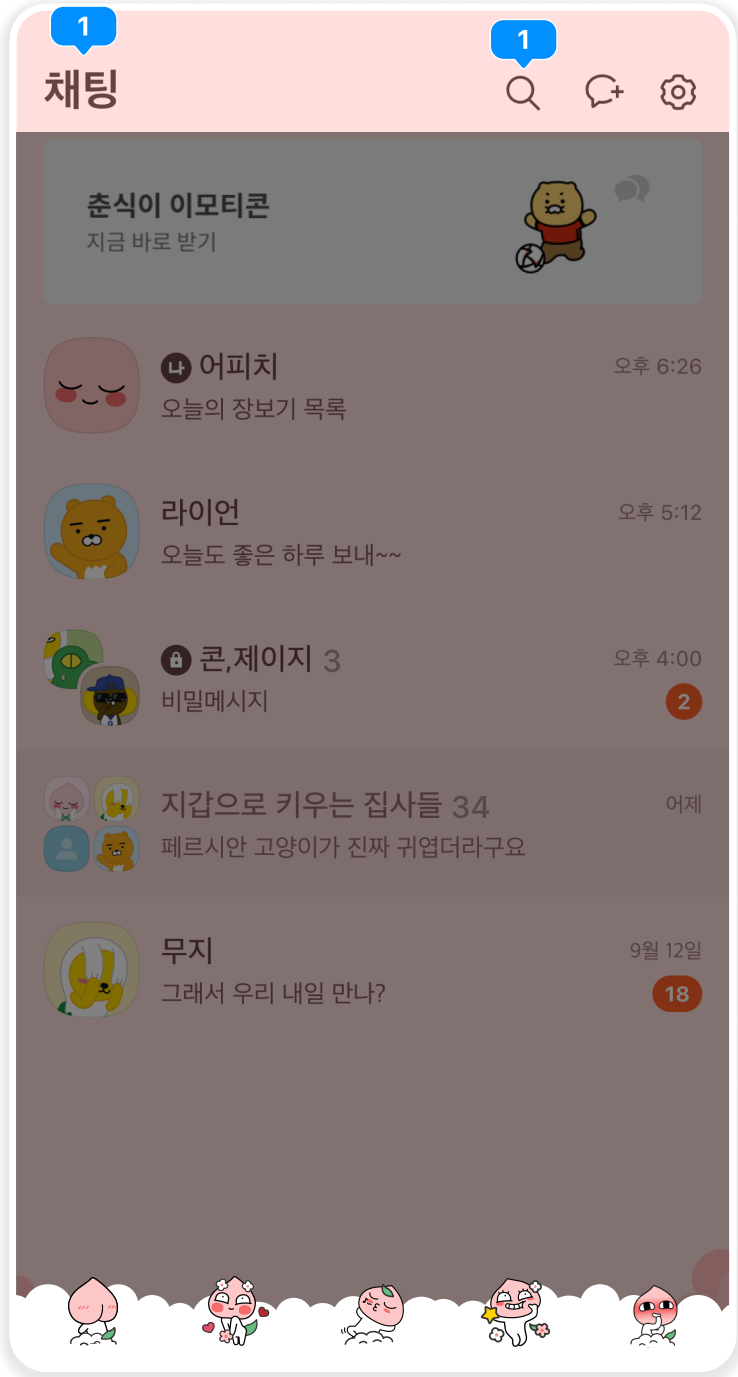 1
1
채팅
춘식이 이모티콘
지금 바로 받기
나 어피치 오후 6:26
오늘의 장보기 목록
라이언 오후 5:12
오늘도 좋은 하루 보내~~
콘,제이지 3 오후 4:00
비밀메시지 2
지갑으로 키우는 집사들 34 어제
페르시안 고양이가 진짜 귀엽더라구요
무지 9월 12일
그래서 우리 내일 만나? 18